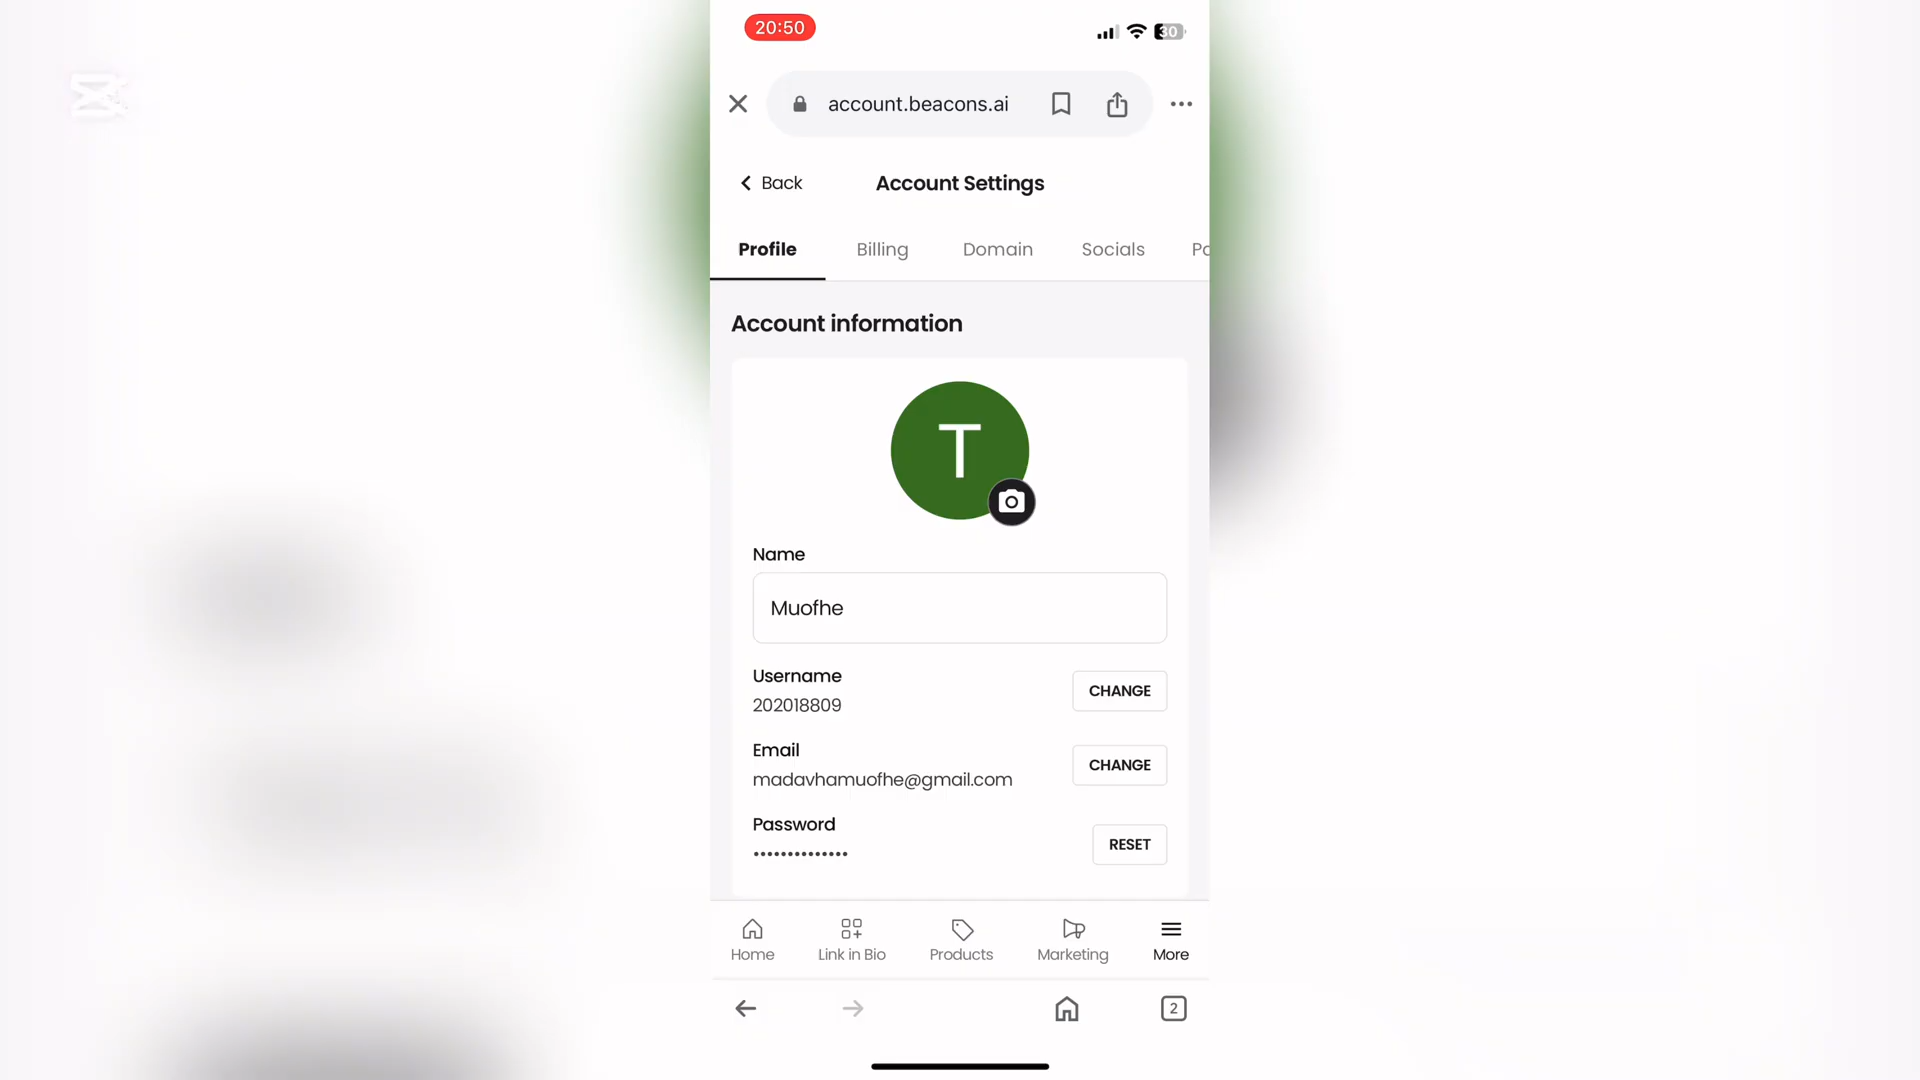 20:50
30
account.beacons.ai
Back
Account Settings
Profile Billing Domain Socials
Account information
T
Name
Muofhe
Username
202018809
CHANGE
Email
madavhamuofhe@gmail.com
CHANGE
Password
RESET
Home Link in Bio Products Marketing More
2